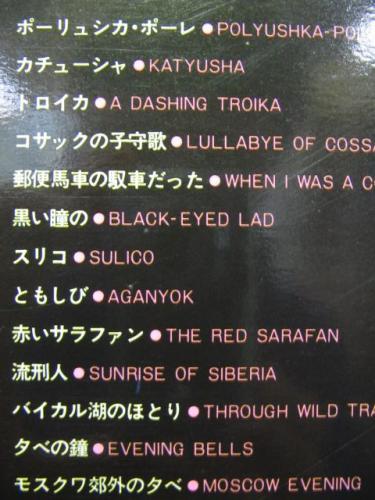 ポーリュシカ・ポーレ●POLYUSHKA-POL
カチューシャ●KATYUSHA
トロイカ●A DASHING TROIKA
コサックの子守歌●LULLABYE OF COSSA
郵便馬車の馭車だった●WHEN I WAS A CO
黒い瞳の●BLACK-EYED LAD
スリコ●SULICO
ともしび●AGANYOK
赤いサラファン●THE RED SARAFAN
流刑人●SUNRISE OF SIBERIA
バイカル湖のほとり●THROUGH WILD TRA
夕べの鐘●EVENING BELLS
モスクワ郊外の夕べ●MOSCOW EVENING